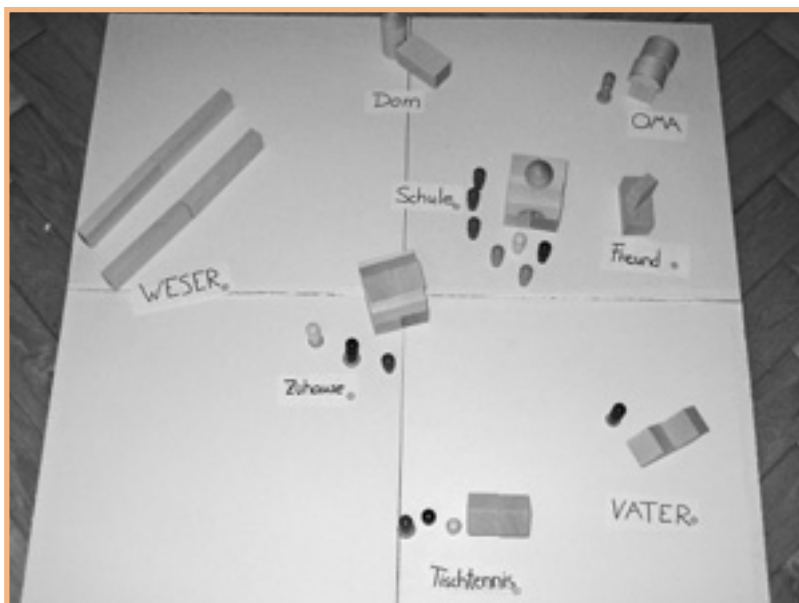 Dom
OMA
Schule
Freund
WESER
Zuhause
VATER
Tischtennis